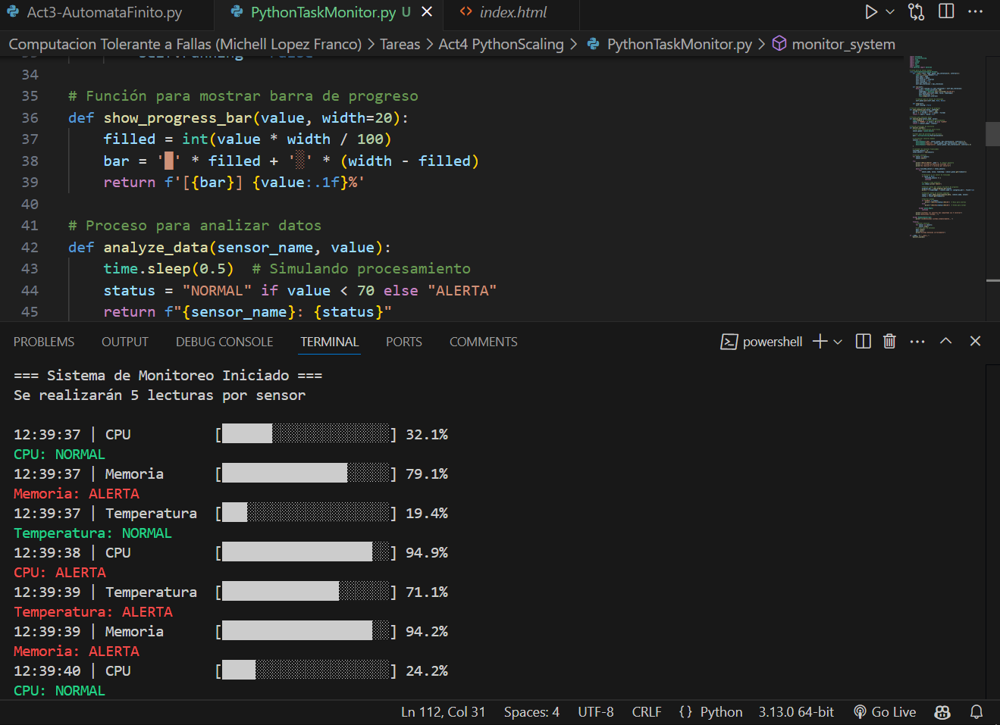 Act3-AutomataFinito.py
PythonTaskMonitor.py U
index.html
Computacion Tolerante a Fallas (Michell Lopez Franco) > Tareas > Act4 PythonScaling > PythonTaskMonitor.py > monitor_system
34
35 # Función para mostrar barra de progreso
36 def show_progress_bar(value, width=20):
37 filled = int(value * width / 100)
38 bar = '█' * filled + '░' * (width - filled)
39 return f'[{bar}] {value:.1f}%'
40
41 # Proceso para analizar datos
42 def analyze_data(sensor_name, value):
43 time.sleep(0.5)  # Simulando procesamiento
44 status = "NORMAL" if value < 70 else "ALERTA"
45 return f"{sensor_name}: {status}"
PROBLEMS OUTPUT DEBUG CONSOLE TERMINAL PORTS COMMENTS powershell
=== Sistema de Monitoreo Iniciado ===
Se realizarán 5 lecturas por sensor
12:39:37 | CPU [██████░░░░░░░░░░░░░░] 32.1%
CPU: NORMAL
12:39:37 | Memoria [███████████████░░░░░] 79.1%
Memoria: ALERTA
12:39:37 | Temperatura [███░░░░░░░░░░░░░░░░░] 19.4%
Temperatura: NORMAL
12:39:38 | CPU [██████████████████░░] 94.9%
CPU: ALERTA
12:39:39 | Temperatura [██████████████░░░░░░] 71.1%
Temperatura: ALERTA
12:39:39 | Memoria [██████████████████░░] 94.2%
Memoria: ALERTA
12:39:40 | CPU [████░░░░░░░░░░░░░░░░] 24.2%
CPU: NORMAL
Ln 112, Col 31 Spaces: 4 UTF-8 CRLF {} Python 3.13.0 64-bit Go Live